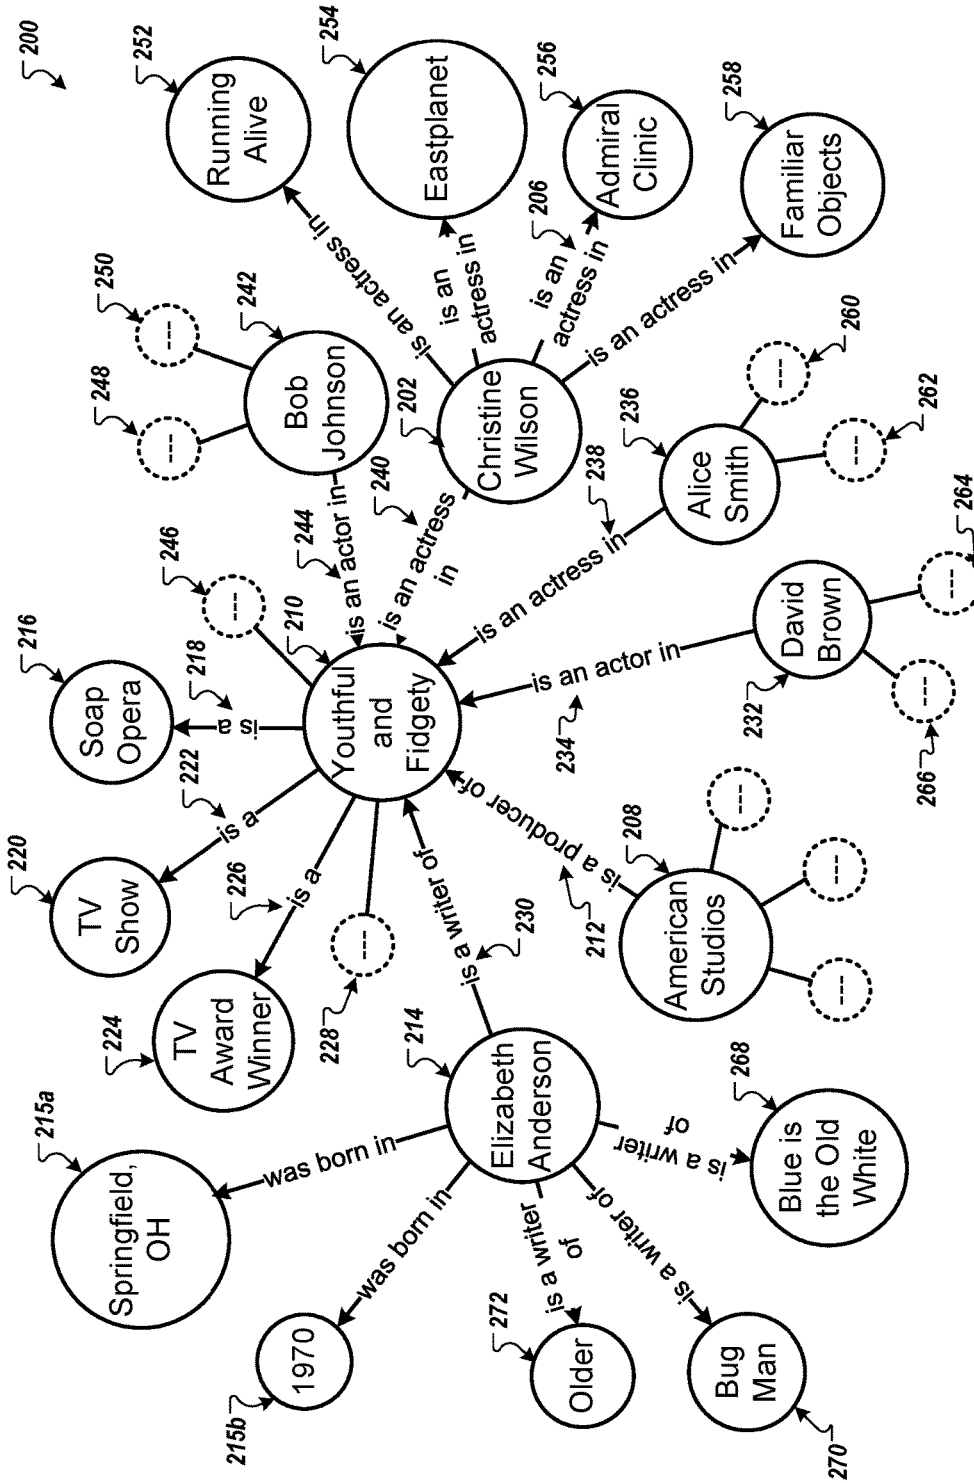 200
215a
Springfield,
OH
224
TV
Award
Winner
220
TV
Show
216
Soap
Opera
248
---
250
---
252
Running
Alive
215b
1970
was born in
was born in
228
---
226
is a
222
is a
218
is a
246
---
242
Bob
Johnson
244
is an actor in
is an actress in
254
Eastplanet
is an
actress in
214
Elizabeth
Anderson
230
is a writer of
210
Youthful
and
Fidgety
240
is an actress
in
202
Christine
Wilson
206
is an
actress in
256
Admiral
Clinic
272
Older
is a writer
of
212
is a producer of
234
is an actor in
238
is an actress in
is an actress in
258
Familiar
Objects
270
Bug
Man
is a writer of
is a writer
of
268
Blue is
the Old
White
208
American
Studios
---
---
---
232
David
Brown
236
Alice
Smith
260
---
262
---
266
---
264
---